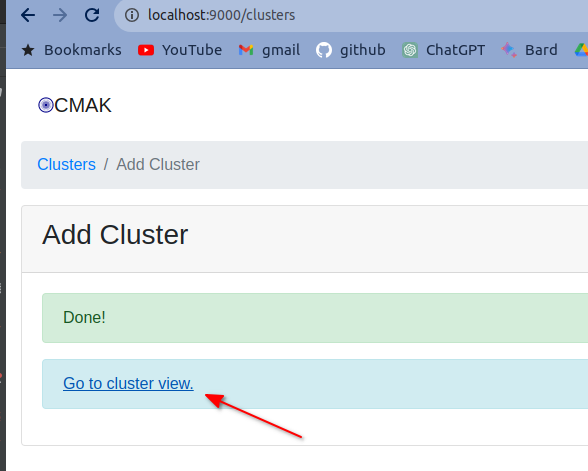 localhost:9000/clusters
Bookmarks YouTube gmail github ChatGPT Bard
CMAK
Clusters / Add Cluster
Add Cluster
Done!
Go to cluster view.